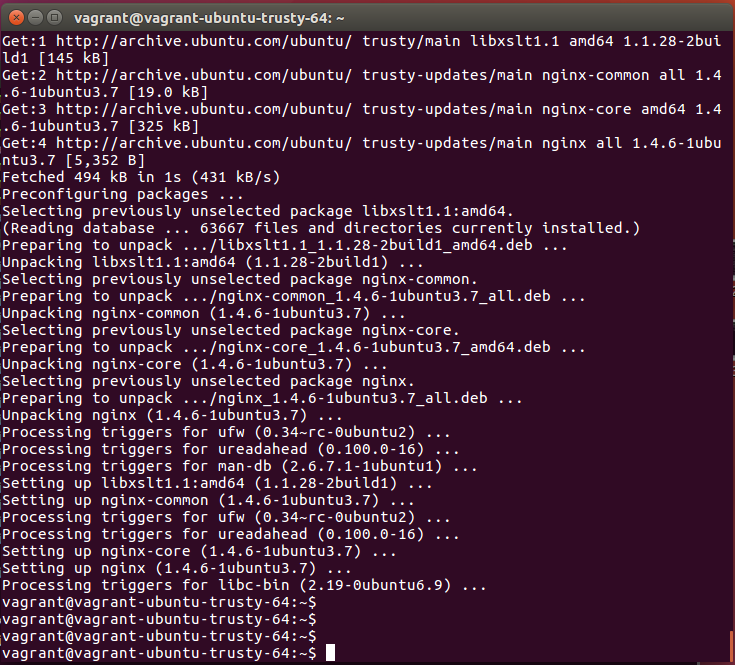 vagrant@vagrant-ubuntu-trusty-64: ~
Get:1 http://archive.ubuntu.com/ubuntu/ trusty/main libxslt1.1 amd64 1.1.28-2bui
ld1 [145 kB]
Get:2 http://archive.ubuntu.com/ubuntu/ trusty-updates/main nginx-common all 1.4
.6-1ubuntu3.7 [19.0 kB]
Get:3 http://archive.ubuntu.com/ubuntu/ trusty-updates/main nginx-core amd64 1.4
.6-1ubuntu3.7 [325 kB]
Get:4 http://archive.ubuntu.com/ubuntu/ trusty-updates/main nginx all 1.4.6-1ubu
ntu3.7 [5,352 B]
Fetched 494 kB in 1s (431 kB/s)
Preconfiguring packages ...
Selecting previously unselected package libxslt1.1:amd64.
(Reading database ... 63667 files and directories currently installed.)
Preparing to unpack .../libxslt1.1_1.1.28-2build1_amd64.deb ...
Unpacking libxslt1.1:amd64 (1.1.28-2build1) ...
Selecting previously unselected package nginx-common.
Preparing to unpack .../nginx-common_1.4.6-1ubuntu3.7_all.deb ...
Unpacking nginx-common (1.4.6-1ubuntu3.7) ...
Selecting previously unselected package nginx-core.
Preparing to unpack .../nginx-core_1.4.6-1ubuntu3.7_amd64.deb ...
Unpacking nginx-core (1.4.6-1ubuntu3.7) ...
Selecting previously unselected package nginx.
Preparing to unpack .../nginx_1.4.6-1ubuntu3.7_all.deb ...
Unpacking nginx (1.4.6-1ubuntu3.7) ...
Processing triggers for ufw (0.34~rc-0ubuntu2) ...
Processing triggers for ureadahead (0.100.0-16) ...
Processing triggers for man-db (2.6.7.1-1ubuntu1) ...
Setting up libxslt1.1:amd64 (1.1.28-2build1) ...
Setting up nginx-common (1.4.6-1ubuntu3.7) ...
Processing triggers for ufw (0.34~rc-0ubuntu2) ...
Processing triggers for ureadahead (0.100.0-16) ...
Setting up nginx-core (1.4.6-1ubuntu3.7) ...
Setting up nginx (1.4.6-1ubuntu3.7) ...
Processing triggers for libc-bin (2.19-0ubuntu6.9) ...
vagrant@vagrant-ubuntu-trusty-64:~$
vagrant@vagrant-ubuntu-trusty-64:~$
vagrant@vagrant-ubuntu-trusty-64:~$
vagrant@vagrant-ubuntu-trusty-64:~$